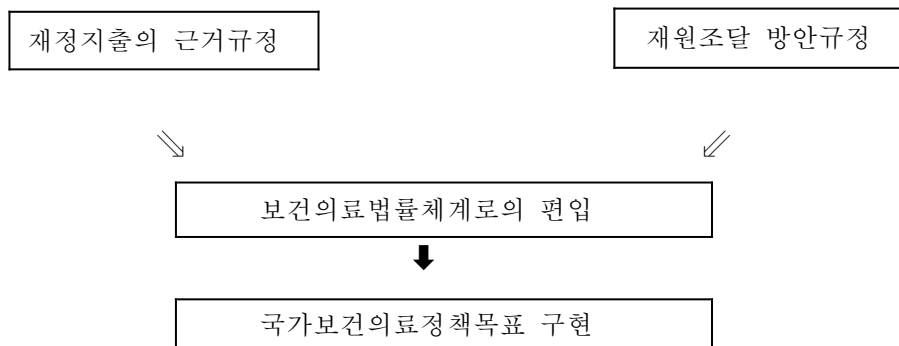 재정지출의 근거규정
재원조달 방안규정
보건의료법률체계로의 편입
국가보건의료정책목표 구현